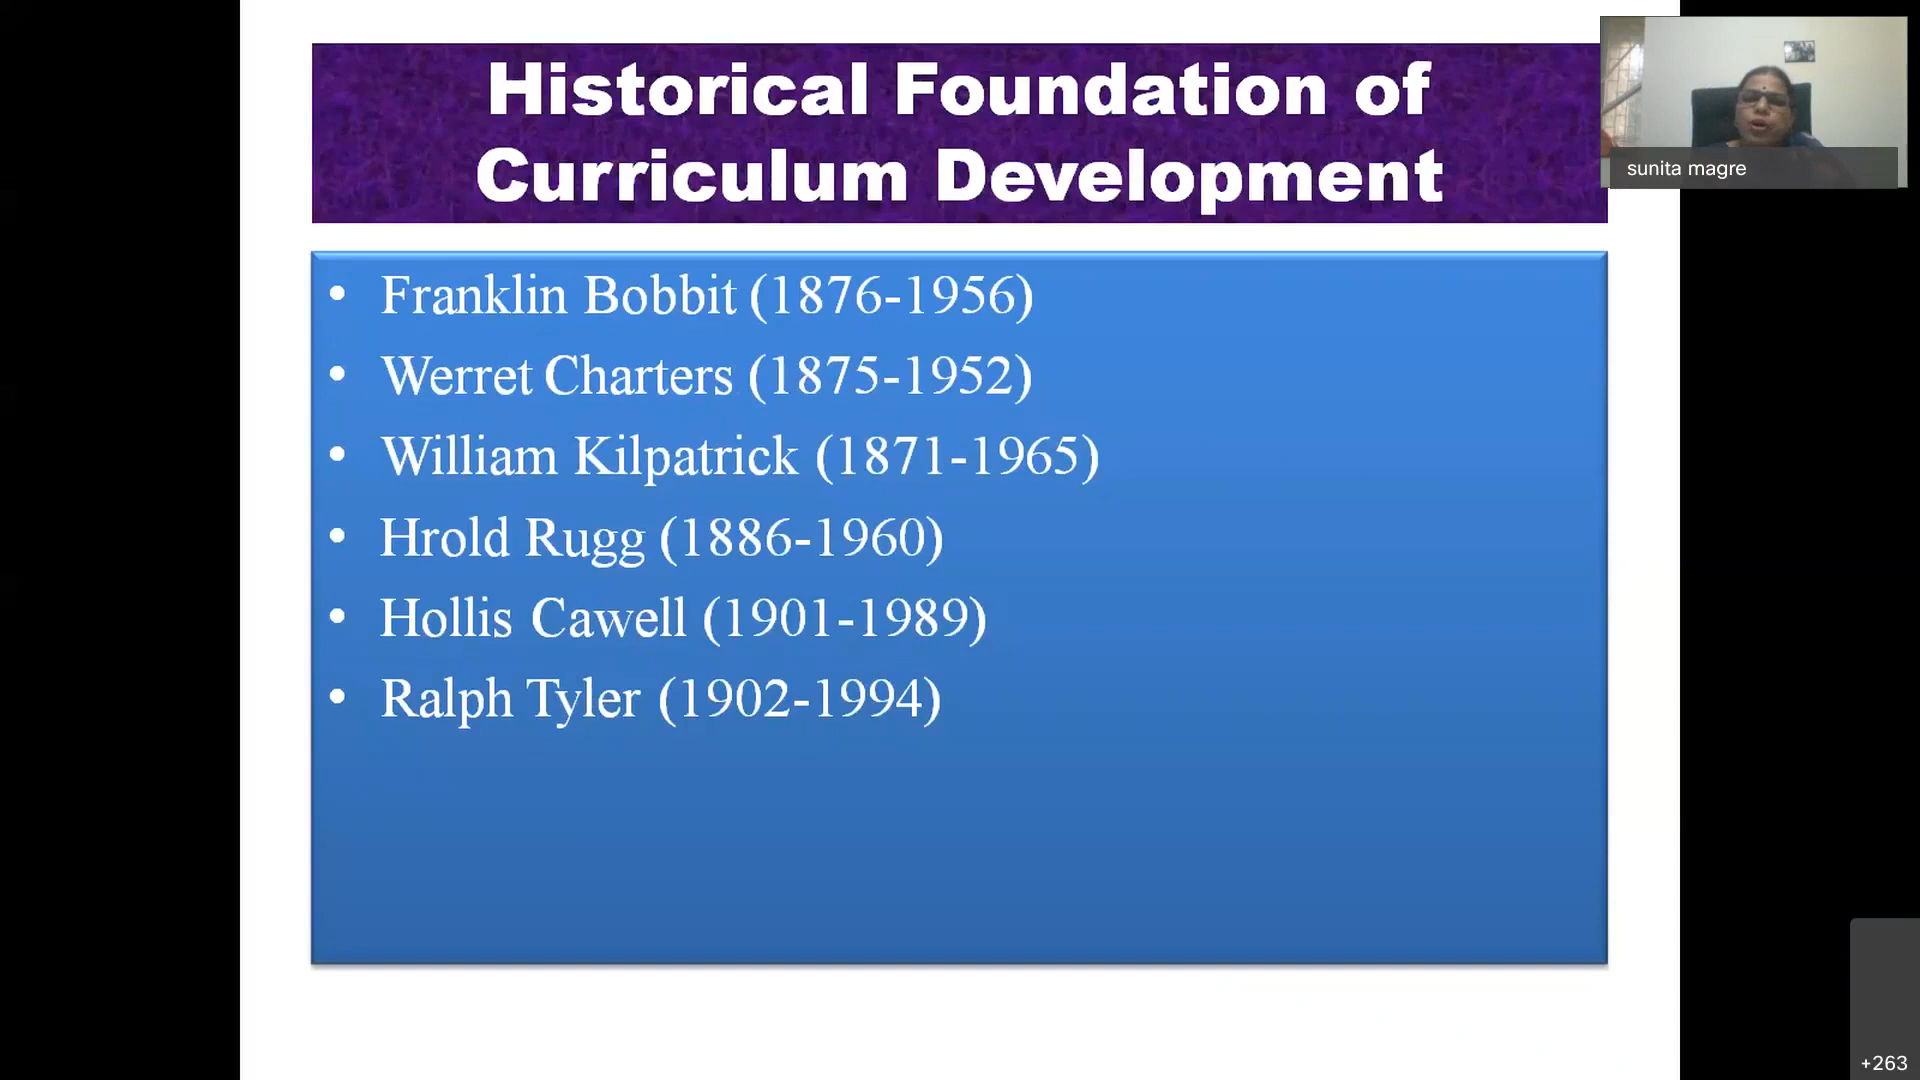 Historical Foundation of
Curriculum Development
sunita magre
• Franklin Bobbit (1876-1956)
• Werret Charters (1875-1952)
• William Kilpatrick (1871-1965)
• Hrold Rugg (1886-1960)
• Hollis Cawell (1901-1989)
• Ralph Tyler (1902-1994)
+263